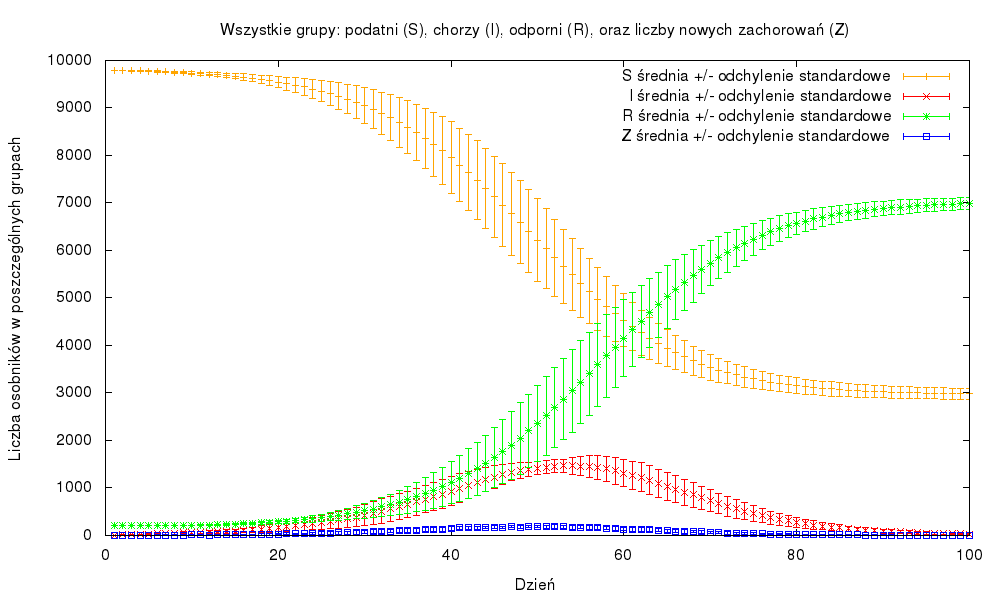 Wszystkie grupy: podatni (S), chorzy (I), odporni (R), oraz liczby nowych zachorowań (Z)
S średnia +/- odchylenie standardowe
I średnia +/- odchylenie standardowe
R średnia +/- odchylenie standardowe
Z średnia +/- odchylenie standardowe
Liczba osobników w poszczególnych grupach
10000
9000
8000
7000
6000
5000
4000
3000
2000
1000
0
0 20 40 60 80 100
Dzień